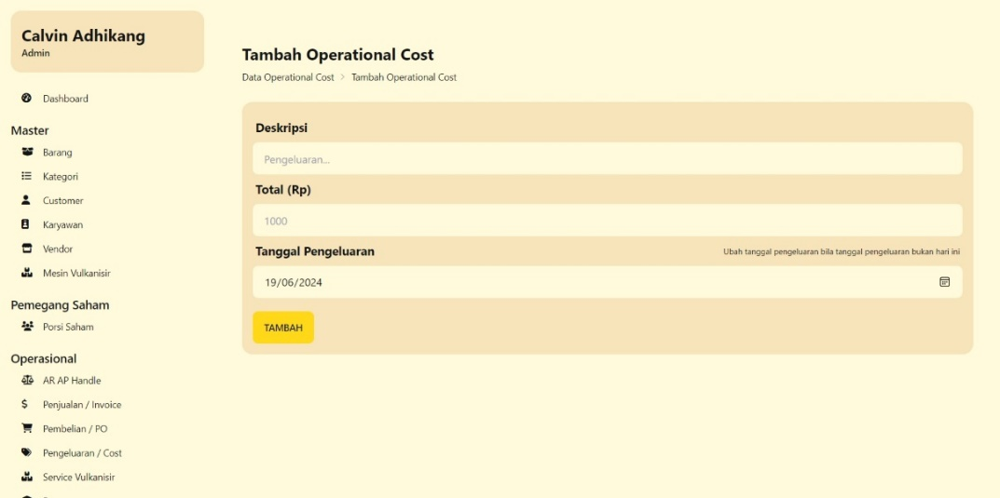 Calvin Adhikang
Admin
Dashboard
Master
Barang
Kategori
Customer
Karyawan
Vendor
Mesin Vulkanisir
Pemegang Saham
Porsi Saham
Operasional
AR AP Handle
Penjualan / Invoice
Pembelian / PO
Pengeluaran / Cost
Service Vulkanisir
Tambah Operational Cost
Data Operational Cost > Tambah Operational Cost
Deskripsi
Pengeluaran...
Total (Rp)
1000
Tanggal Pengeluaran Ubah tanggal pengeluaran bila tanggal pengeluaran bukan hari ini
19/06/2024
TAMBAH